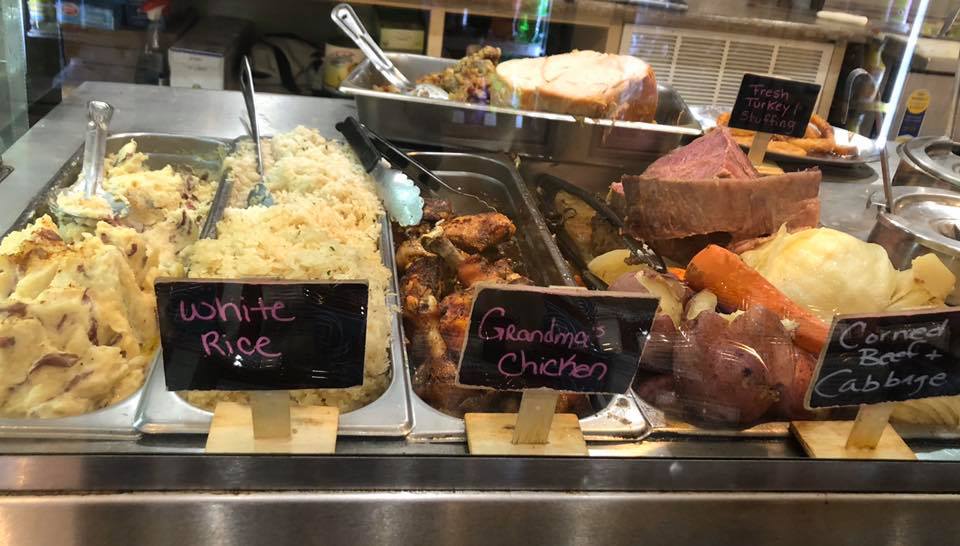 Fresh
Turkey /
Stuffing
White
Rice
Grandma's
Chicken
Corned
Beef +
Cabbage